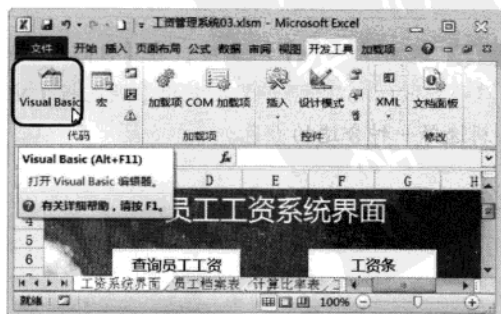 工资管理系统03.xlsm - Microsoft Excel
文件 开始 插入 页面布局 公式 数据 审阅 视图 开发工具 加载项
Visual Basic 宏 加载项 COM 加载项 插入 设计模式 XML 文档面板
代码 加载项 控件 修改
Visual Basic (Alt+F11)
打开 Visual Basic 编辑器。
有关详细帮助，请按 F1。
fx
D E F G H
员工工资系统界面
4
5
6
查询员工工资 工资条
工资系统界面 员工档案表 计算比率表
就绪 100%